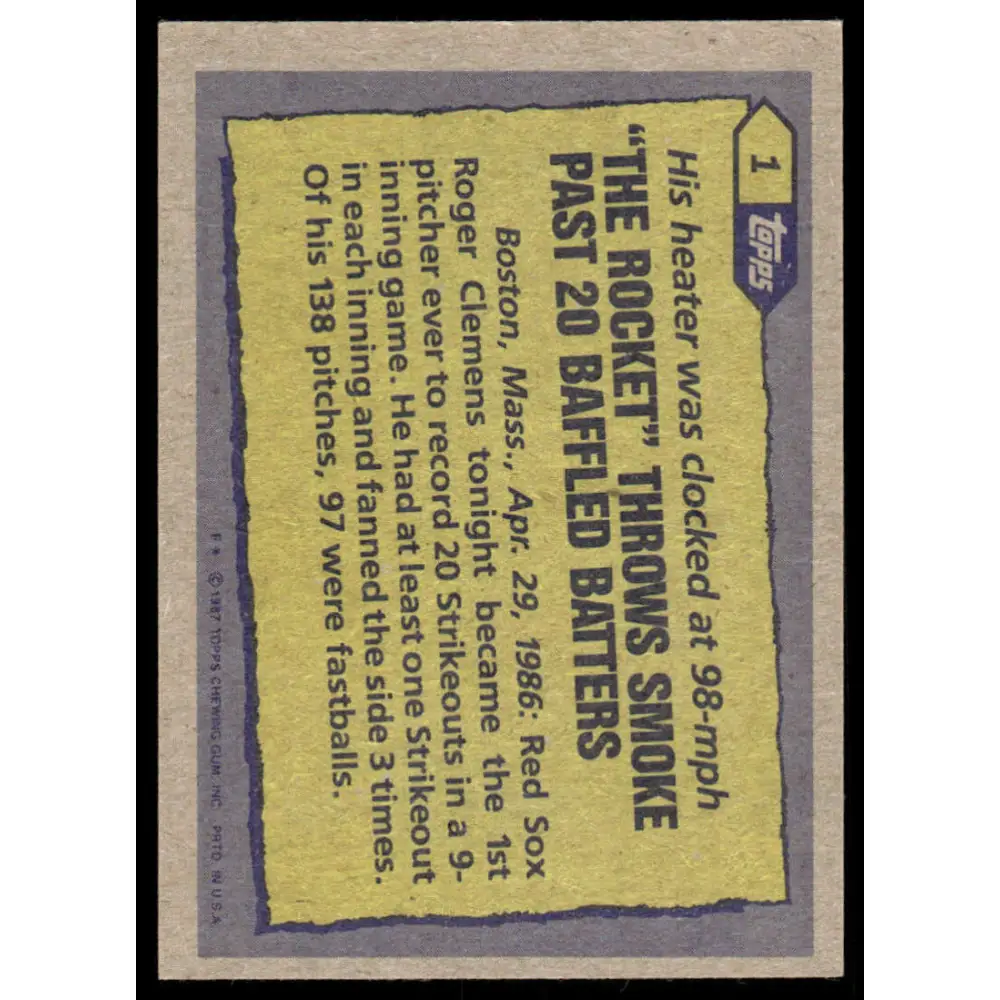 1
topps
His heater was clocked at 98-mph
“THE ROCKET” THROWS SMOKE
PAST 20 BAFFLED BATTERS
Boston, Mass., Apr. 29, 1986: Red Sox
Roger Clemens tonight became the 1st
pitcher ever to record 20 Strikeouts in a 9-
inning game. He had at least one Strikeout
in each inning and fanned the side 3 times.
Of his 138 pitches, 97 were fastballs.
F* ©1987 TOPPS CHEWING GUM, INC. PRTD. IN U.S.A